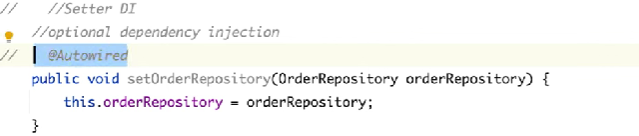 //    //Setter DI
//optional dependency injection
//    @Autowired
public void setOrderRepository(OrderRepository orderRepository) {
    this.orderRepository = orderRepository;
}